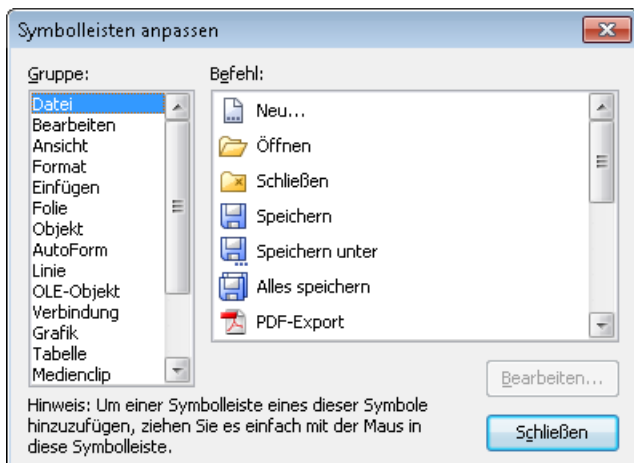 Symbolleisten anpassen
Gruppe:
Datei
Bearbeiten
Ansicht
Format
Einfügen
Folie
Objekt
AutoForm
Linie
OLE-Objekt
Verbindung
Grafik
Tabelle
Medienclip
Befehl:
Neu...
Öffnen
Schließen
Speichern
Speichern unter
Alles speichern
PDF-Export
Bearbeiten...
Hinweis: Um einer Symbolleiste eines dieser Symbole
hinzuzufügen, ziehen Sie es einfach mit der Maus in
diese Symbolleiste.
Schließen